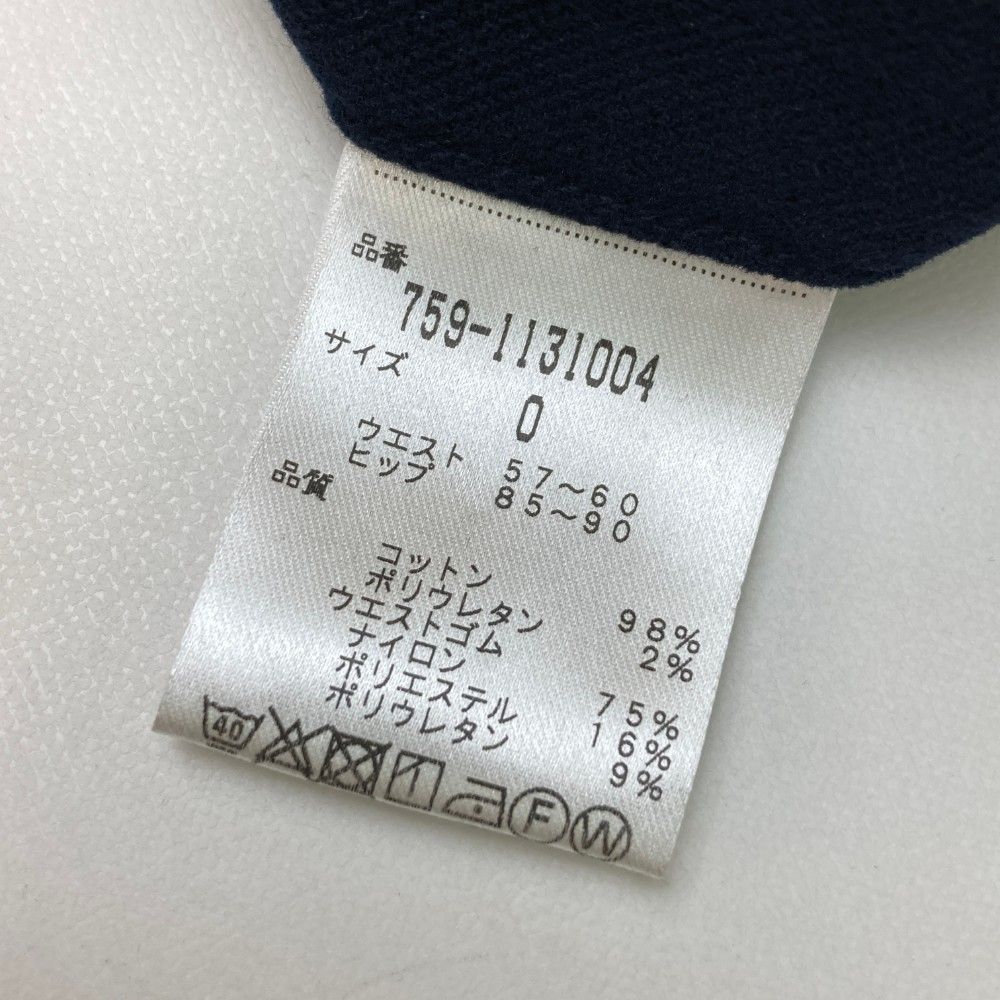 品番
759-1131004
サイズ
0
ウエスト 57～60
ヒップ 85～90
品質
コットン 98%
ポリウレタン 2%
ウエストゴム
ナイロン 75%
ポリエステル 16%
ポリウレタン 9%
40
F W